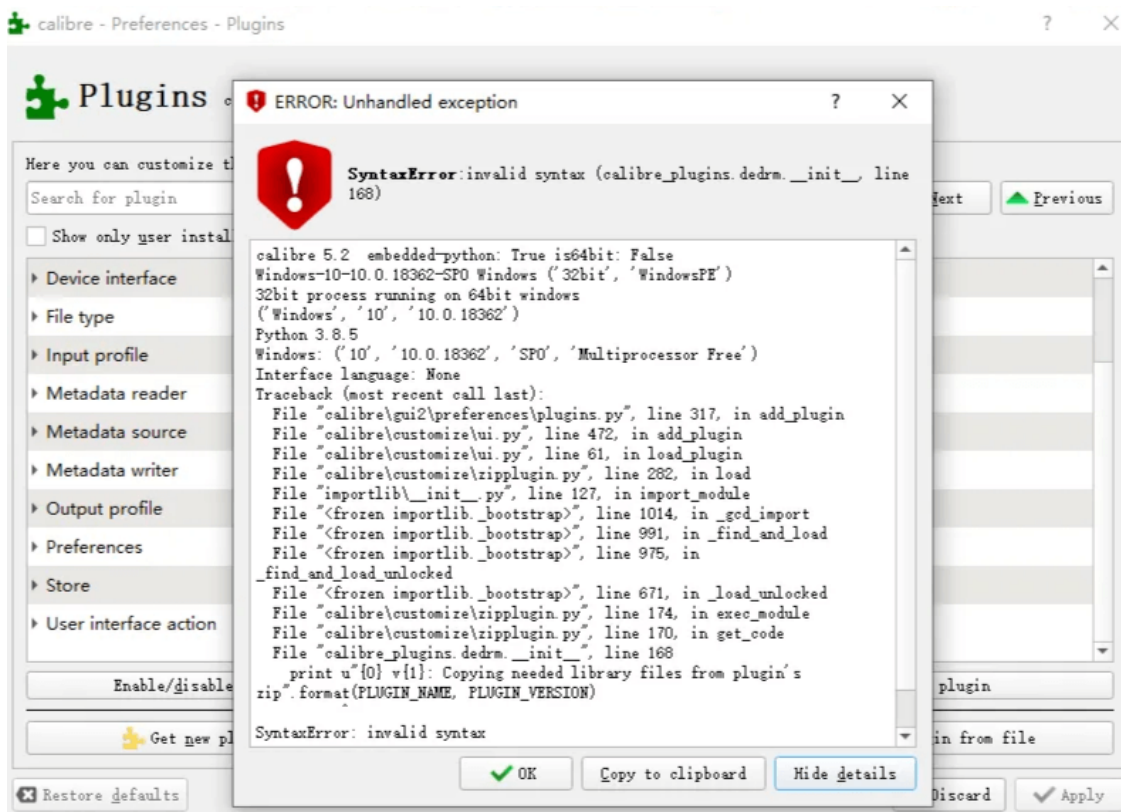 calibre - Preferences - Plugins
?
Plugins
ERROR: Unhandled exception
?
Here you can customize
SyntaxError:invalid syntax (calibre_plugins.dedrm.__init__, line
168)
Search for plugin
Next
Previous
Show only user
calibre 5.2  embedded-python: True is64bit: False
Windows-10-10.0.18362-SP0 Windows ('32bit', 'WindowsPE')
32bit process running on 64bit windows
('Windows', '10', '10.0.18362')
Python 3.8.5
Windows: ('10', '10.0.18362', 'SP0', 'Multiprocessor Free')
Interface language: None
Traceback (most recent call last):
  File "calibre\gui2\preferences\plugins.py", line 317, in add_plugin
  File "calibre\customize\ui.py", line 472, in add_plugin
  File "calibre\customize\ui.py", line 61, in load_plugin
  File "calibre\customize\zipplugin.py", line 282, in load
  File "importlib\__init__.py", line 127, in import_module
  File "<frozen importlib._bootstrap>", line 1014, in _gcd_import
  File "<frozen importlib._bootstrap>", line 991, in _find_and_load
  File "<frozen importlib._bootstrap>", line 975, in
_find_and_load_unlocked
  File "<frozen importlib._bootstrap>", line 671, in _load_unlocked
  File "calibre\customize\zipplugin.py", line 174, in exec_module
  File "calibre\customize\zipplugin.py", line 170, in get_code
  File "calibre_plugins.dedrm.__init__", line 168
    print u"{0} v{1}: Copying needed library files from plugin's
zip".format(PLUGIN_NAME, PLUGIN_VERSION)
^
SyntaxError: invalid syntax
Device interface
File type
Input profile
Metadata reader
Metadata source
Metadata writer
Output profile
Preferences
Store
User interface action
Enable/disable
plugin
Get new
from file
OK
Copy to clipboard
Hide details
Restore defaults
Discard
Apply